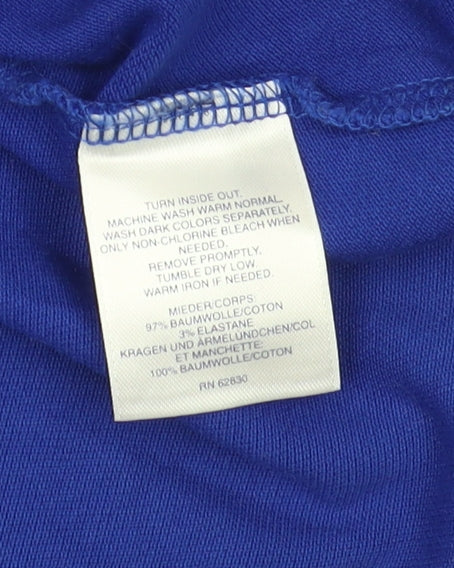 TURN INSIDE OUT.
MACHINE WASH WARM NORMAL.
WASH DARK COLORS SEPARATELY.
ONLY NON-CHLORINE BLEACH WHEN
NEEDED.
REMOVE PROMPTLY.
TUMBLE DRY LOW.
WARM IRON IF NEEDED.
MIEDER/CORPS:
97% BAUMWOLLE/COTON
3% ELASTANE
KRAGEN UND ARMELÜNDCHEN/COL
ET MANCHETTE:
100% BAUMWOLLE/COTON
RN 62830